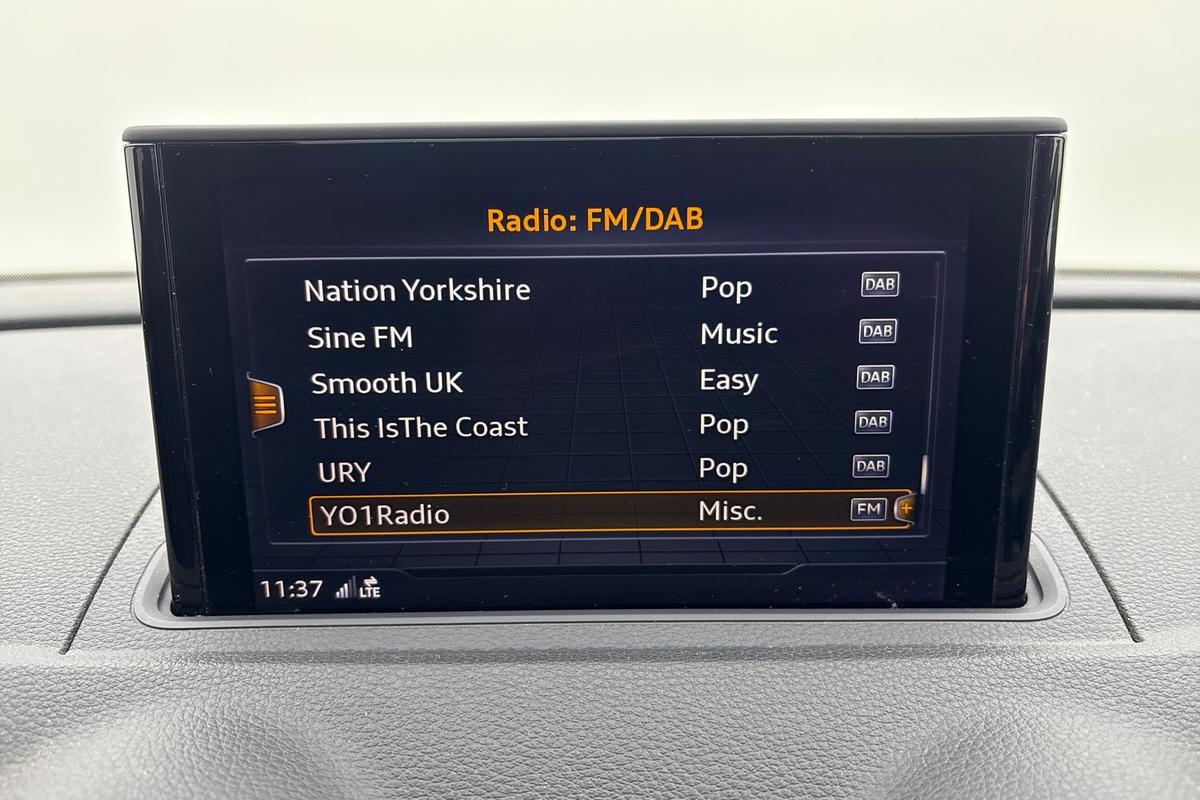 Radio: FM/DAB
Nation Yorkshire Pop DAB
Sine FM Music DAB
Smooth UK Easy DAB
This IsThe Coast Pop DAB
URY Pop DAB
YO1Radio Misc. FM +
11:37 LTE